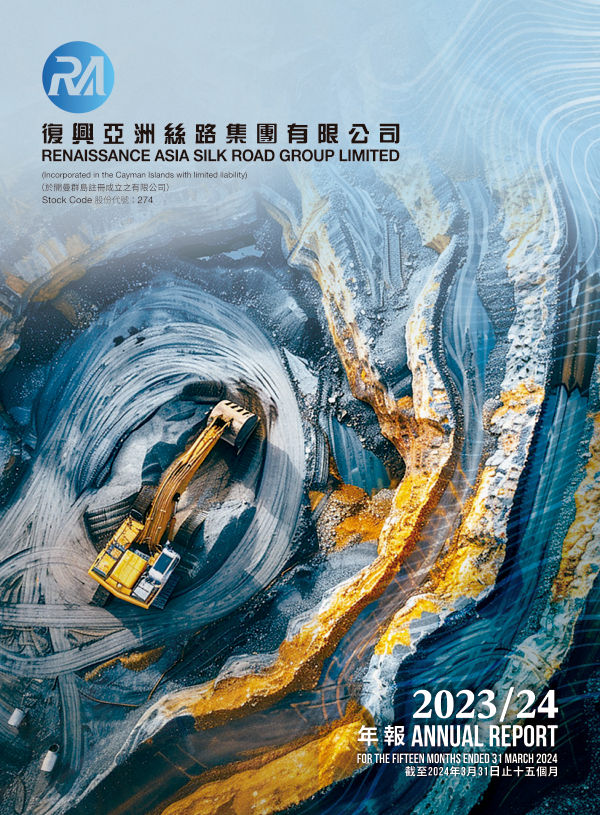 RA
復興亞洲絲路集團有限公司
RENAISSANCE ASIA SILK ROAD GROUP LIMITED
(Incorporated in the Cayman Islands with limited liability)
(於開曼群島註冊成立之有限公司)
Stock Code 股份代號：274
2023/24
年報 ANNUAL REPORT
FOR THE FIFTEEN MONTHS ENDED 31 MARCH 2024
截至2024年3月31日止十五個月